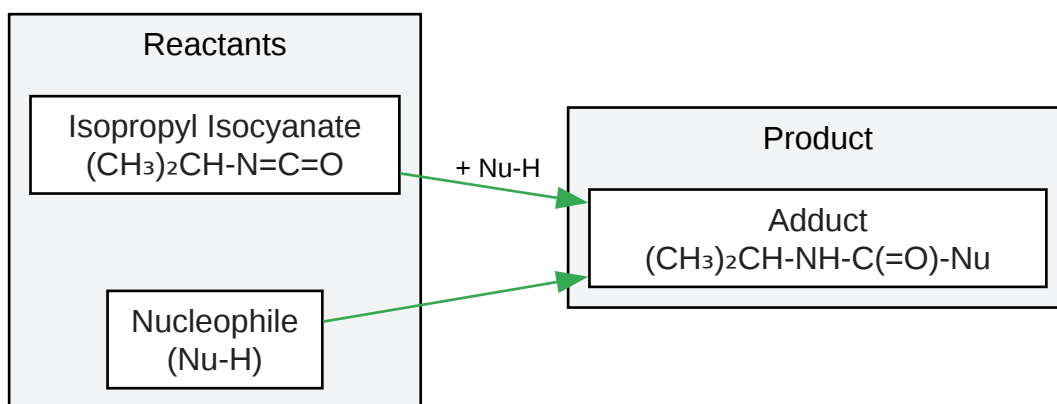 Reactants
Isopropyl Isocyanate
(CH₃)₂CH-N=C=O
+ Nu-H
Nucleophile
(Nu-H)
Product
Adduct
(CH₃)₂CH-NH-C(=O)-Nu